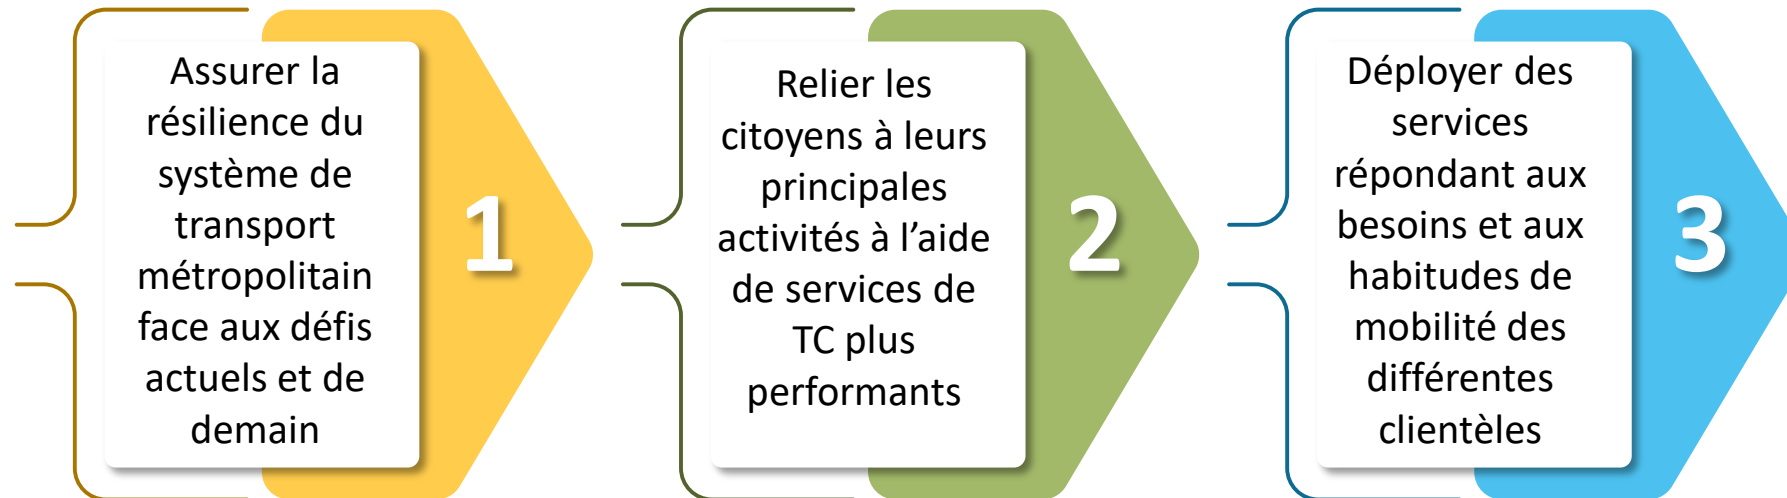 Assurer la
résilience du
système de
transport
métropolitain
face aux défis
actuels et de
demain
1
Relier les
citoyens à leurs
principales
activités à l’aide
de services de
TC plus
performants
2
Déployer des
services
répondant aux
besoins et aux
habitudes de
mobilité des
différentes
clientèles
3